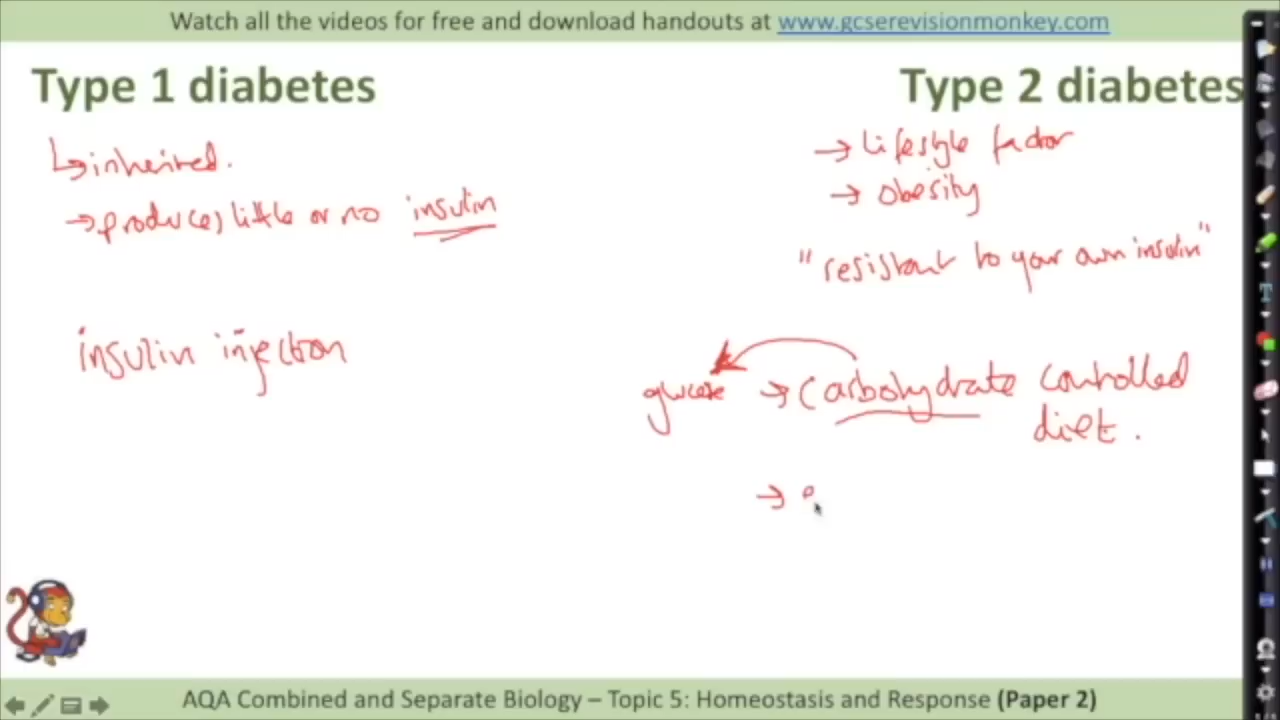 Watch all the videos for free and download handouts at www.gcserevisionmonkey.com
Type 1 diabetes
↳ inherited.
→ produces little or no insulin
insulin injection
Type 2 diabetes
→ Lifestyle factor
→ obesity
"resistant to your own insulin"
glucose → Carbohydrate controlled
diet.
→
AQA Combined and Separate Biology – Topic 5: Homeostasis and Response (Paper 2)